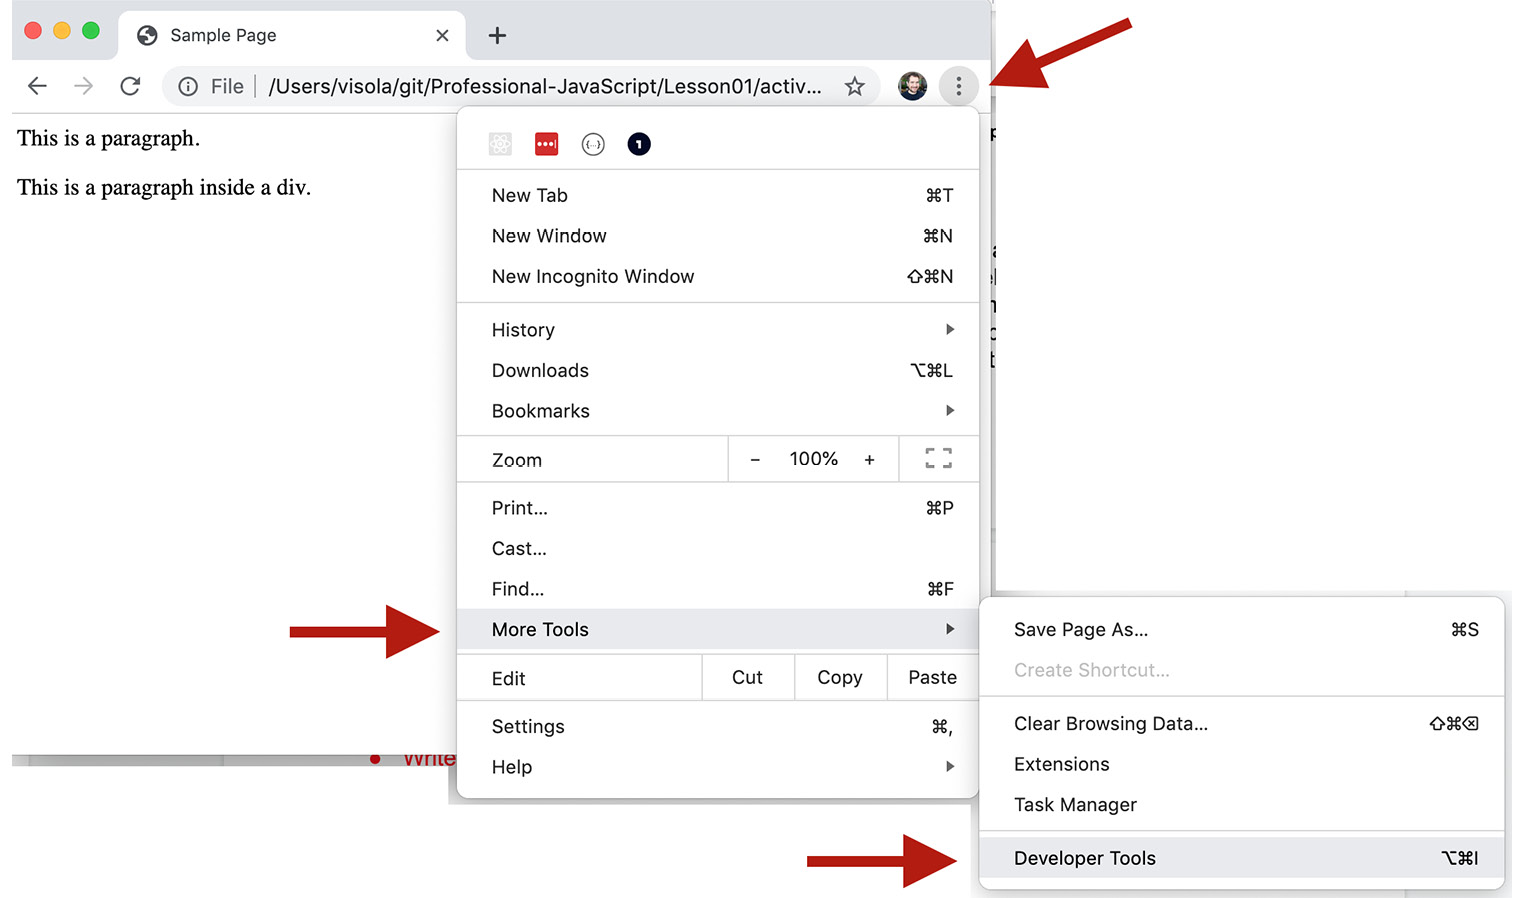 Sample Page
File /Users/visola/git/Professional-JavaScript/Lesson01/activ...
This is a paragraph.
This is a paragraph inside a div.
1
New Tab ⌘T
New Window ⌘N
New Incognito Window ⇧⌘N
History
Downloads ⌥⌘L
Bookmarks
Zoom - 100% +
Print... ⌘P
Cast...
Find... ⌘F
More Tools
Edit Cut Copy Paste
Settings ⌘,
Help
Save Page As... ⌘S
Create Shortcut...
Clear Browsing Data... ⇧⌘⌫
Extensions
Task Manager
Developer Tools ⌥⌘I
Write